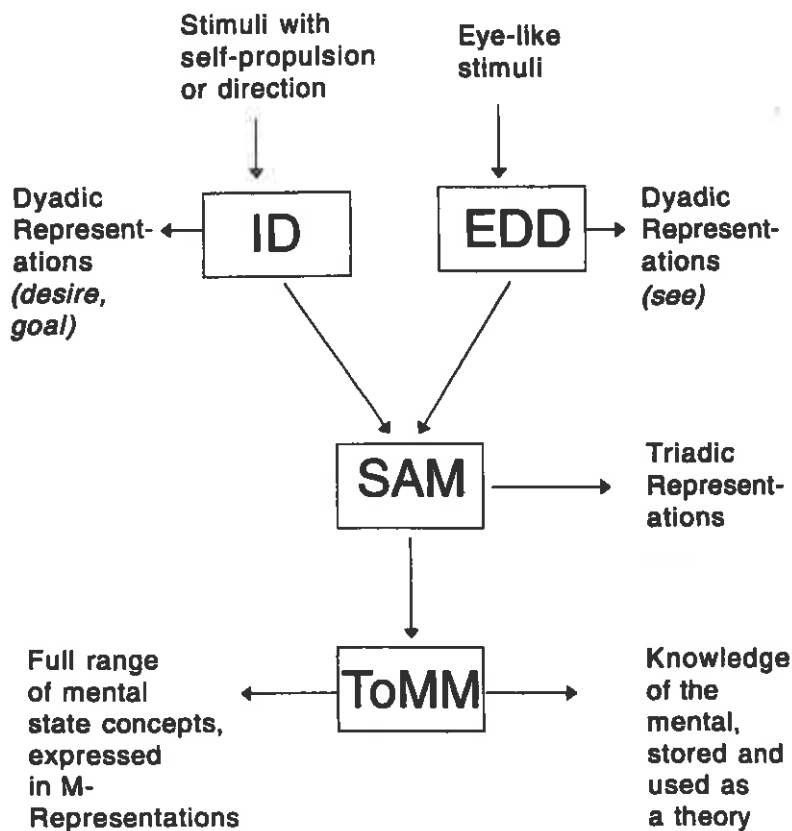 Stimuli with
self-propulsion
or direction
Eye-like
stimuli
Dyadic
Represent-
ations
(desire,
goal)
ID
EDD
Dyadic
Represent-
ations
(see)
SAM
Triadic
Represent-
ations
Full range
of mental
state concepts,
expressed
in M-
Representations
ToMM
Knowledge
of the
mental,
stored and
used as
a theory